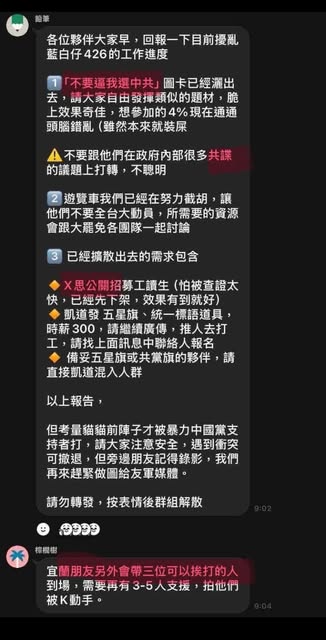 鉛筆
各位夥伴大家早，回報一下目前擾亂
藍白仔426的工作進度
1 「不要逼我選中共」圖卡已經灑出
去，請大家自由發揮類似的題材，脆
上效果奇佳，想參加的4%現在通通
頭腦錯亂（雖然本來就裝屎
⚠️不要跟他們在政府內部很多共諜
的議題上打轉，不聰明
2 遊覽車我們已經在努力截胡，讓
他們不要全台大動員，所需要的資源
會跟大罷免各團隊一起討論
3 已經擴散出去的需求包含
🔸X思公開招募工讀生（怕被查證太
快，已經先下架，效果有到就好）
🔸凱道發 五星旗、統一標語道具，
時薪300，請繼續廣傳，推人去打
工，請找上面訊息中聯絡人報名
🔸 備妥五星旗或共黨旗的夥伴，請
直接凱道混入人群
以上報告，
但考量貓貓前陣子才被暴力中國黨支
持者打，請大家注意安全，遇到衝突
可撤退，但旁邊朋友記得錄影，我們
再來趕緊做圖給友軍媒體。
請勿轉發，按表情後群組解散
9:02
棕櫚樹
宜蘭朋友另外會帶三位可以挨打的人
到場，需要再有3-5人支援，拍他們
被K動手。
9:04